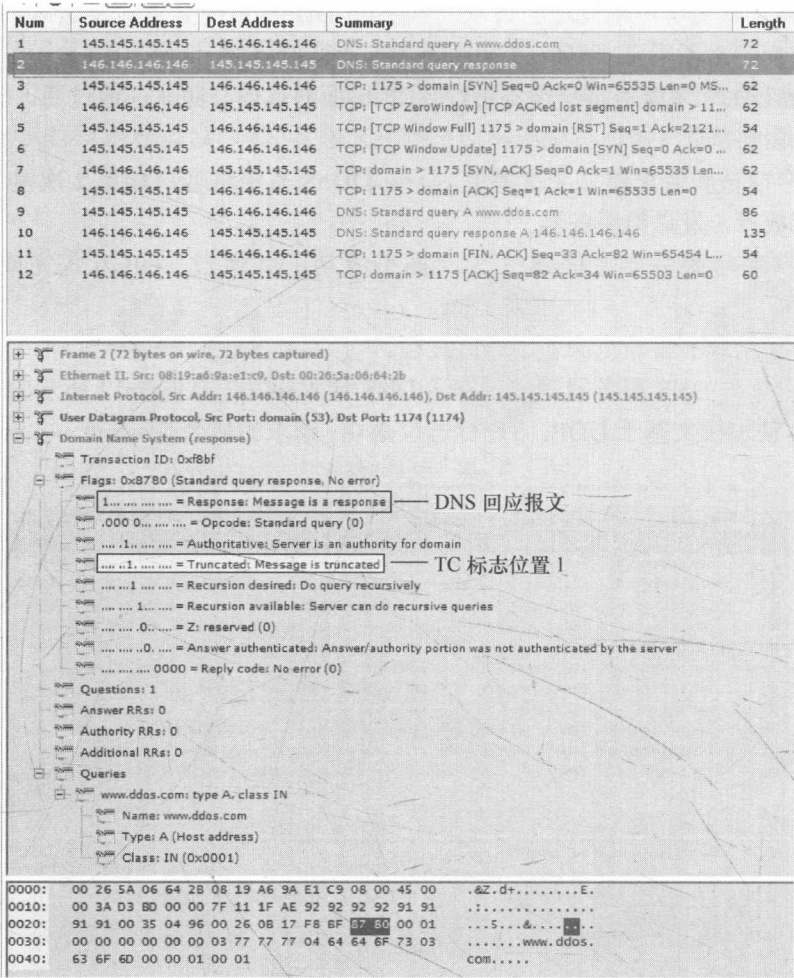 Num Source Address Dest Address Summary Length
1 145.145.145.145 146.146.146.146 DNS: Standard query A www.ddos.com 72
2 146.146.146.146 145.145.145.145 DNS: Standard query response 72
3 145.145.145.145 146.146.146.146 TCP: 1175 > domain [SYN] Seq=0 Ack=0 Win=65535 Len=0 MS... 62
4 146.146.146.146 145.145.145.145 TCP: [TCP ZeroWindow] [TCP ACKed lost segment] domain > 11... 62
5 145.145.145.145 146.146.146.146 TCP: [TCP Window Full] 1175 > domain [RST] Seq=1 Ack=2121... 54
6 145.145.145.145 146.146.146.146 TCP: [TCP Window Update] 1175 > domain [SYN] Seq=0 Ack=0 ... 62
7 146.146.146.146 145.145.145.145 TCP: domain > 1175 [SYN, ACK] Seq=0 Ack=1 Win=65535 Len... 62
8 145.145.145.145 146.146.146.146 TCP: 1175 > domain [ACK] Seq=1 Ack=1 Win=65535 Len=0 54
9 145.145.145.145 146.146.146.146 DNS: Standard query A www.ddos.com 86
10 146.146.146.146 145.145.145.145 DNS: Standard query response A 146.146.146.146 135
11 145.145.145.145 146.146.146.146 TCP: 1175 > domain [FIN, ACK] Seq=33 Ack=82 Win=65454 L... 54
12 146.146.146.146 145.145.145.145 TCP: domain > 1175 [ACK] Seq=82 Ack=34 Win=65503 Len=0 60
Frame 2 (72 bytes on wire, 72 bytes captured)
Ethernet II, Src: 08:19:a6:9a:e1:c9, Dst: 00:26:5a:06:64:2b
Internet Protocol, Src Addr: 146.146.146.146 (146.146.146.146), Dst Addr: 145.145.145.145 (145.145.145.145)
User Datagram Protocol, Src Port: domain (53), Dst Port: 1174 (1174)
Domain Name System (response)
Transaction ID: 0xf8bf
Flags: 0x8780 (Standard query response, No error)
1... .... .... .... = Response: Message is a response DNS 回应报文
.000 0... .... .... = Opcode: Standard query (0)
.... .1.. .... .... = Authoritative: Server is an authority for domain
.... ..1. .... .... = Truncated: Message is truncated TC 标志位置 1
.... ...1 .... .... = Recursion desired: Do query recursively
.... .... 1... .... = Recursion available: Server can do recursive queries
.... .... .0.. .... = Z: reserved (0)
.... .... ..0. .... = Answer authenticated: Answer/authority portion was not authenticated by the server
.... .... .... 0000 = Reply code: No error (0)
Questions: 1
Answer RRs: 0
Authority RRs: 0
Additional RRs: 0
Queries
www.ddos.com: type A, class IN
Name: www.ddos.com
Type: A (Host address)
Class: IN (0x0001)
0000: 00 26 5A 06 64 2B 08 19 A6 9A E1 C9 08 00 45 00 .&Z.d+........E.
0010: 00 3A D3 BD 00 00 7F 11 1F AE 92 92 92 92 91 91 .:..............
0020: 91 91 00 35 04 96 00 26 0B 17 F8 BF 87 80 00 01 ...5...&........
0030: 00 00 00 00 00 00 03 77 77 77 04 64 64 6F 73 03 .......www.ddos.
0040: 63 6F 6D 00 00 01 00 01 com.....